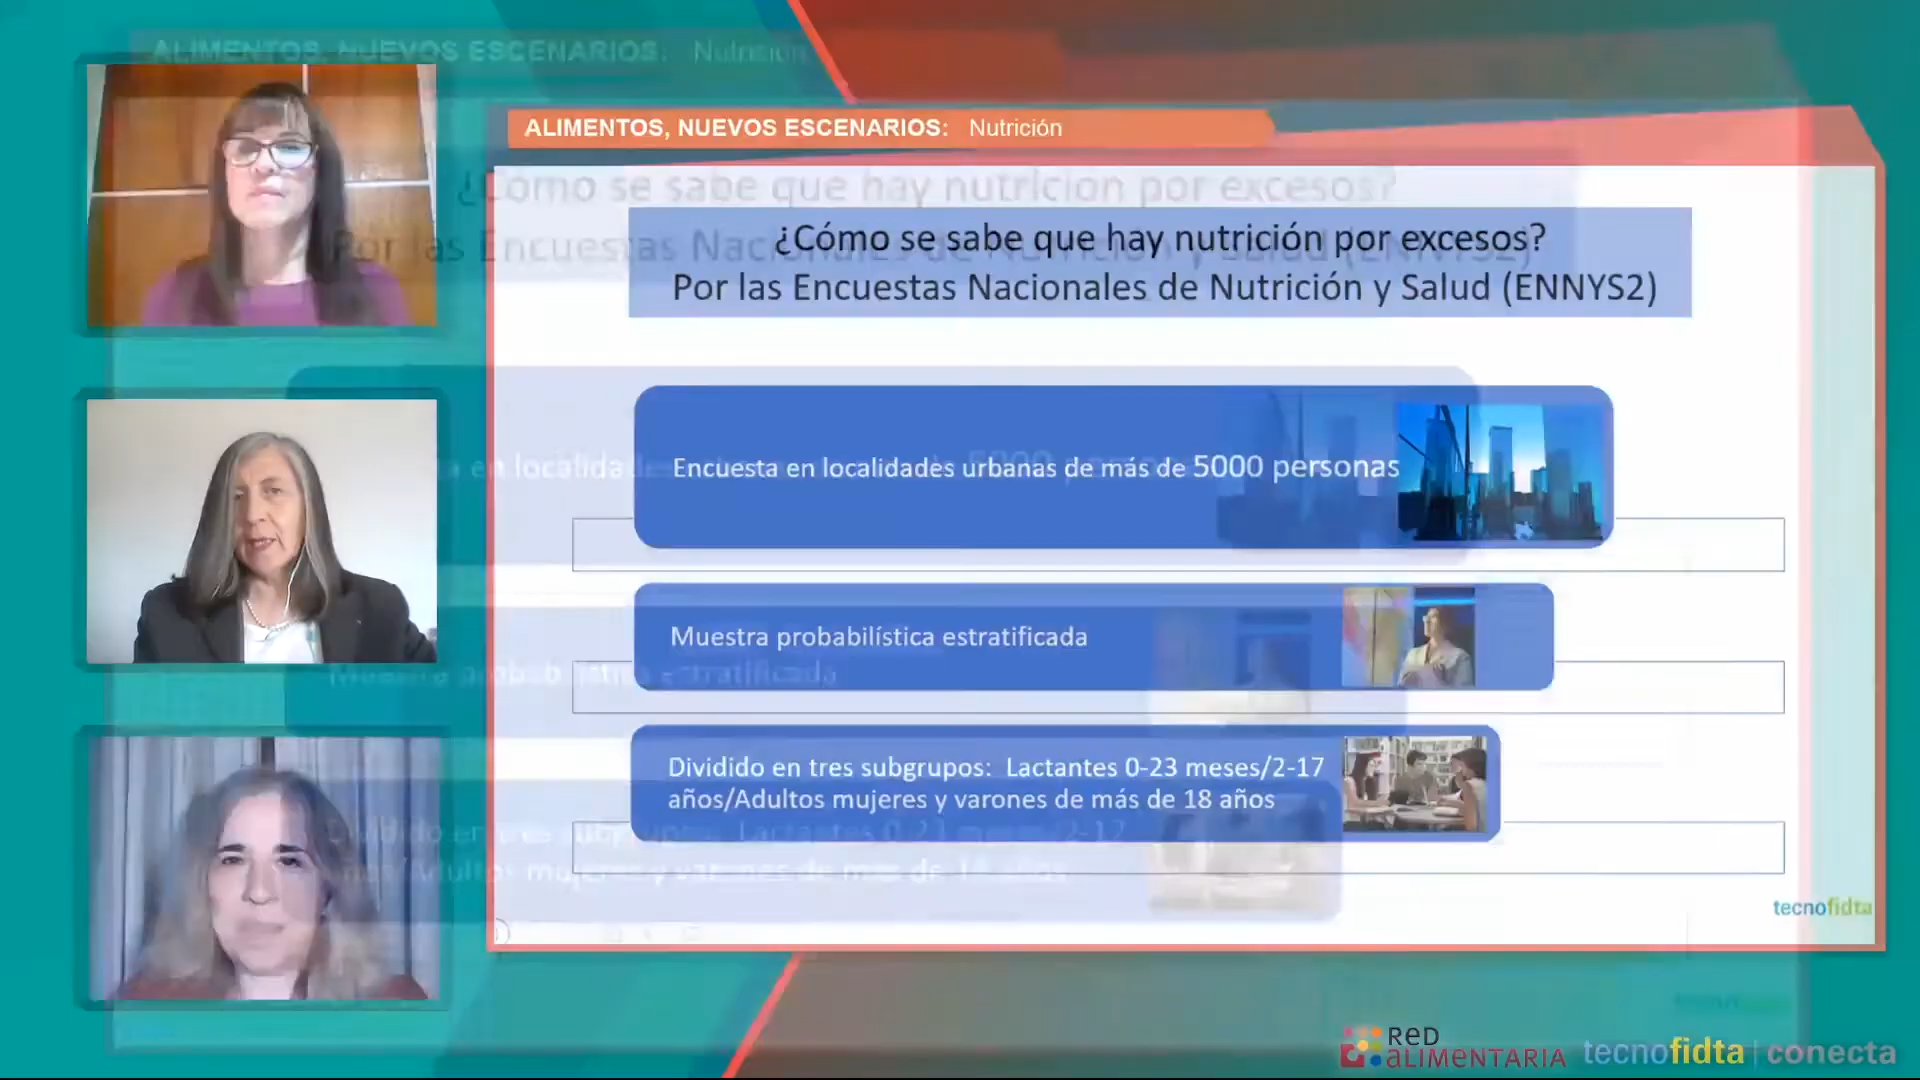 ALIMENTOS, NUEVOS ESCENARIOS: Nutrición
¿Cómo se sabe que hay nutrición por excesos?
Por las Encuestas Nacionales de Nutrición y Salud (ENNYS2)
Encuesta en localidades urbanas de más de 5000 personas
Muestra probabilística estratificada
Dividido en tres subgrupos: Lactantes 0-23 meses/2-17
años/Adultos mujeres y varones de más de 18 años
tecnofidta
ReD
aLIMENTARIA
tecnofidta | conecta